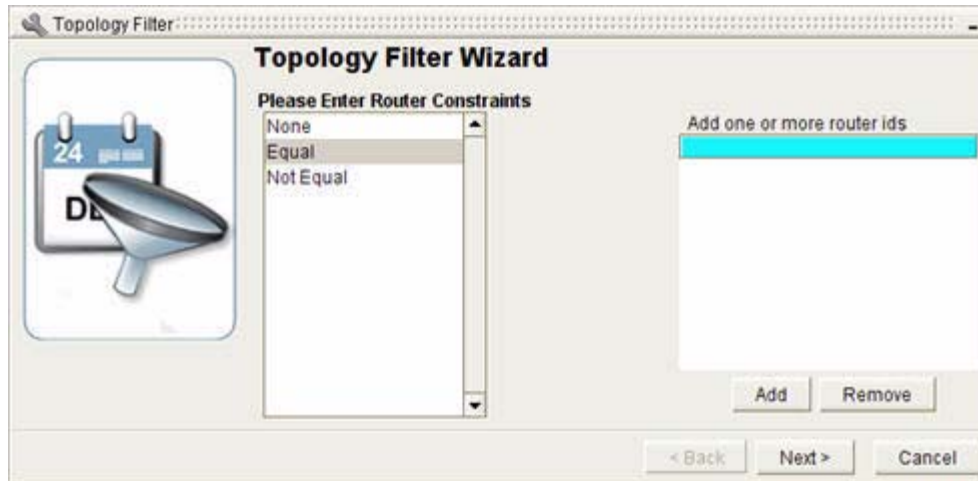 Topology Filter
Topology Filter Wizard
Please Enter Router Constraints
None
Equal
Not Equal
Add one or more router ids
24
Add
Remove
< Back
Next >
Cancel